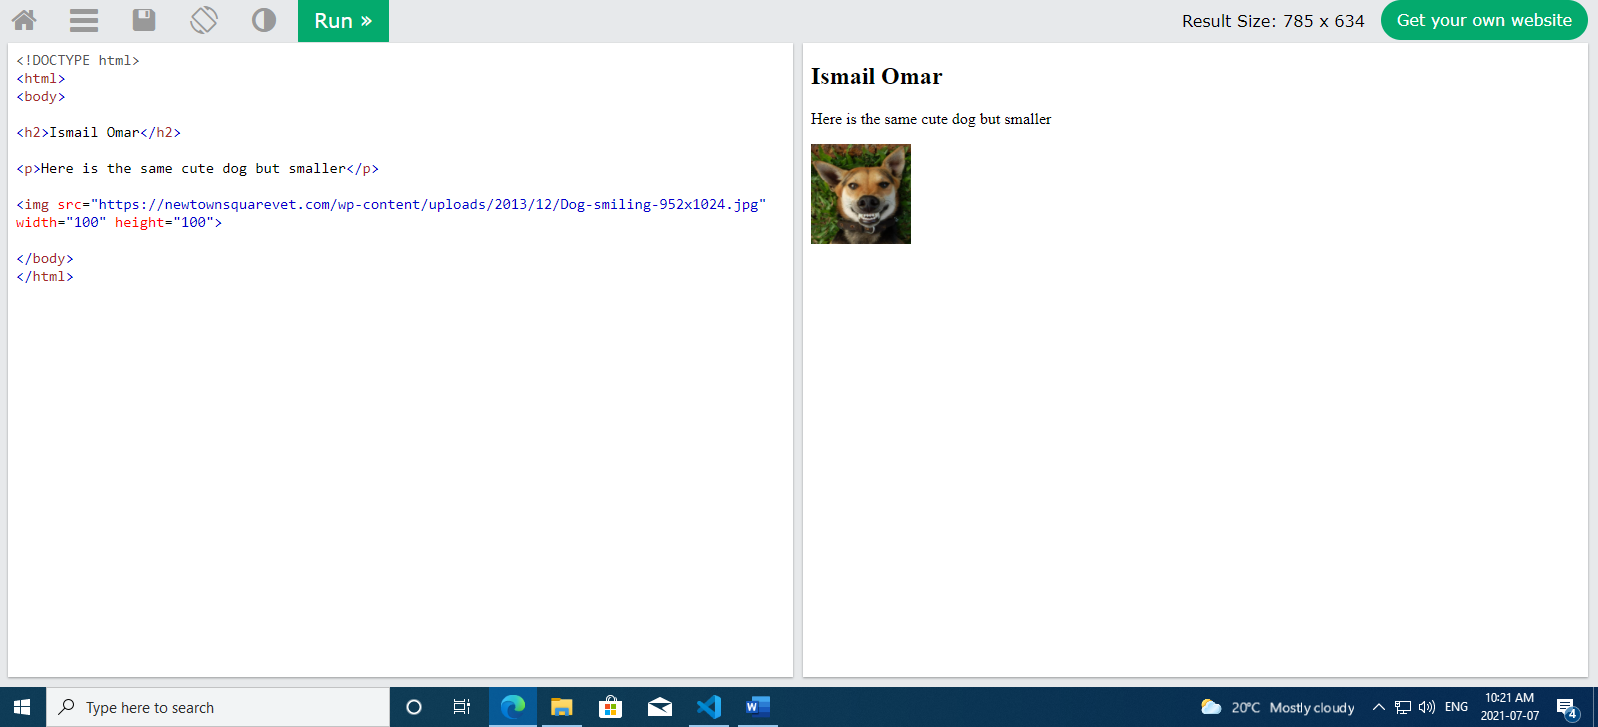 Run »
Result Size: 785 x 634
Get your own website
<!DOCTYPE html>
<html>
<body>
<h2>Ismail Omar</h2>
<p>Here is the same cute dog but smaller</p>
<img src="https://newtownsquarevet.com/wp-content/uploads/2013/12/Dog-smiling-952x1024.jpg"
width="100" height="100">
</body>
</html>
Ismail Omar
Here is the same cute dog but smaller
Type here to search
W
20°C Mostly cloudy
ENG
10:21 AM
2021-07-07
4